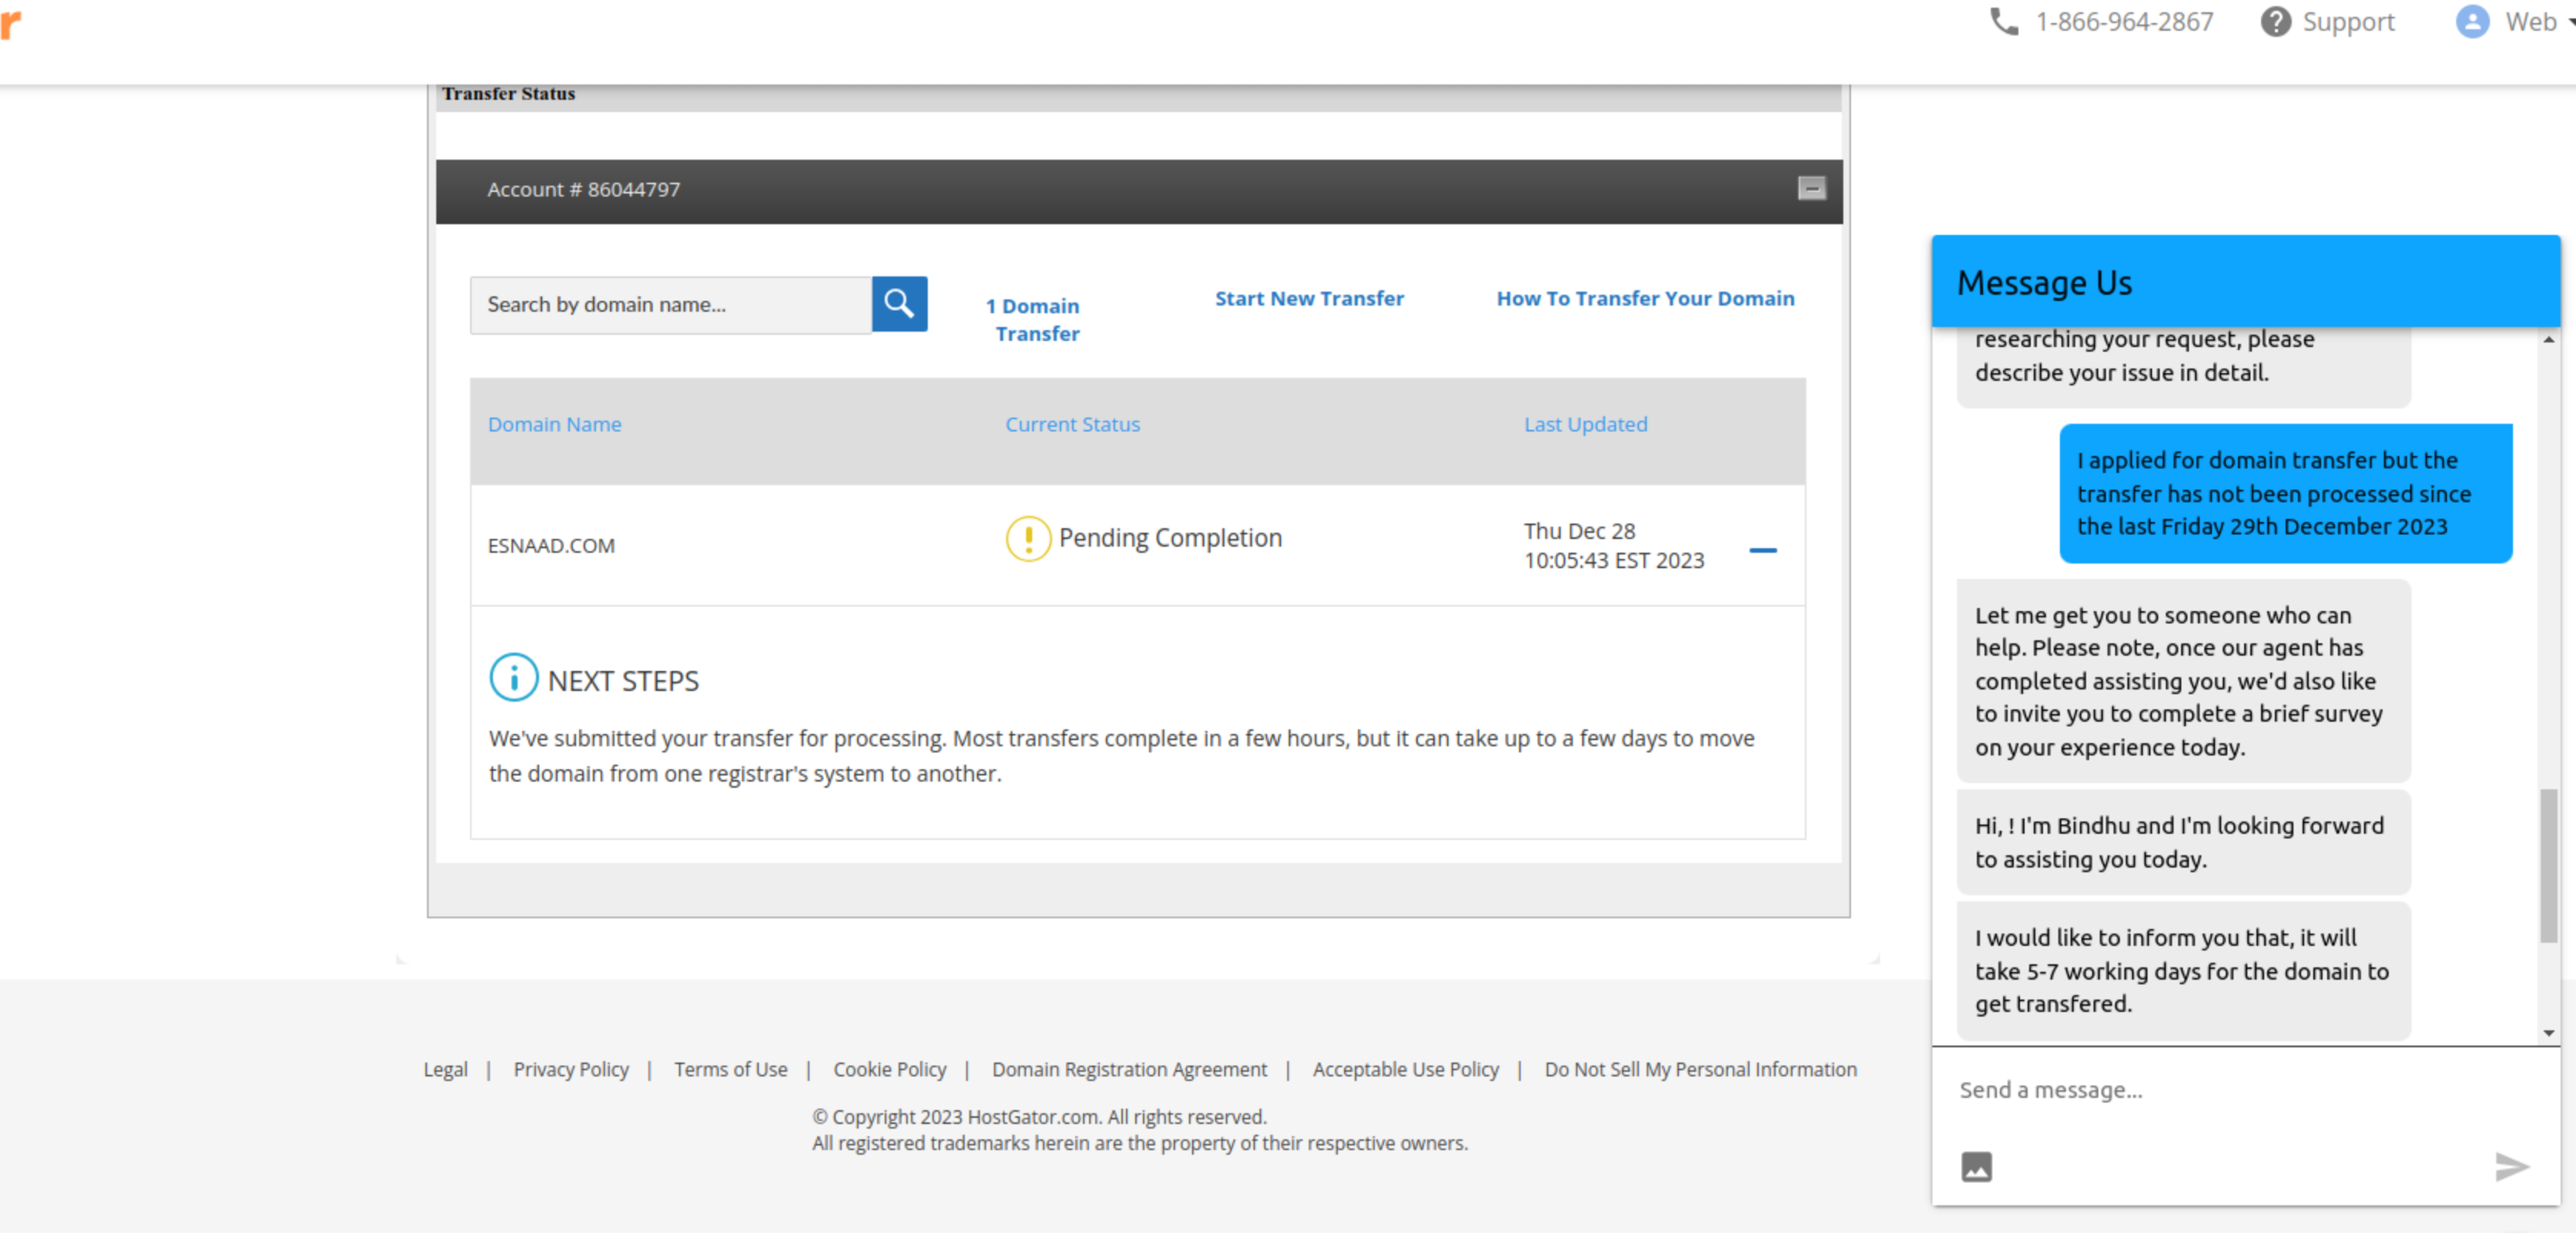 r
1-866-964-2867
Support
Web
Transfer Status
Account # 86044797
Search by domain name...
1 Domain
Transfer
Start New Transfer
How To Transfer Your Domain
Domain Name
Current Status
Last Updated
ESNAAD.COM
Pending Completion
Thu Dec 28
10:05:43 EST 2023
NEXT STEPS
We've submitted your transfer for processing. Most transfers complete in a few hours, but it can take up to a few days to move
the domain from one registrar's system to another.
Legal | Privacy Policy | Terms of Use | Cookie Policy | Domain Registration Agreement | Acceptable Use Policy | Do Not Sell My Personal Information
© Copyright 2023 HostGator.com. All rights reserved.
All registered trademarks herein are the property of their respective owners.
Message Us
researching your request, please
describe your issue in detail.
I applied for domain transfer but the
transfer has not been processed since
the last Friday 29th December 2023
Let me get you to someone who can
help. Please note, once our agent has
completed assisting you, we'd also like
to invite you to complete a brief survey
on your experience today.
Hi, ! I'm Bindhu and I'm looking forward
to assisting you today.
I would like to inform you that, it will
take 5-7 working days for the domain to
get transfered.
Send a message...